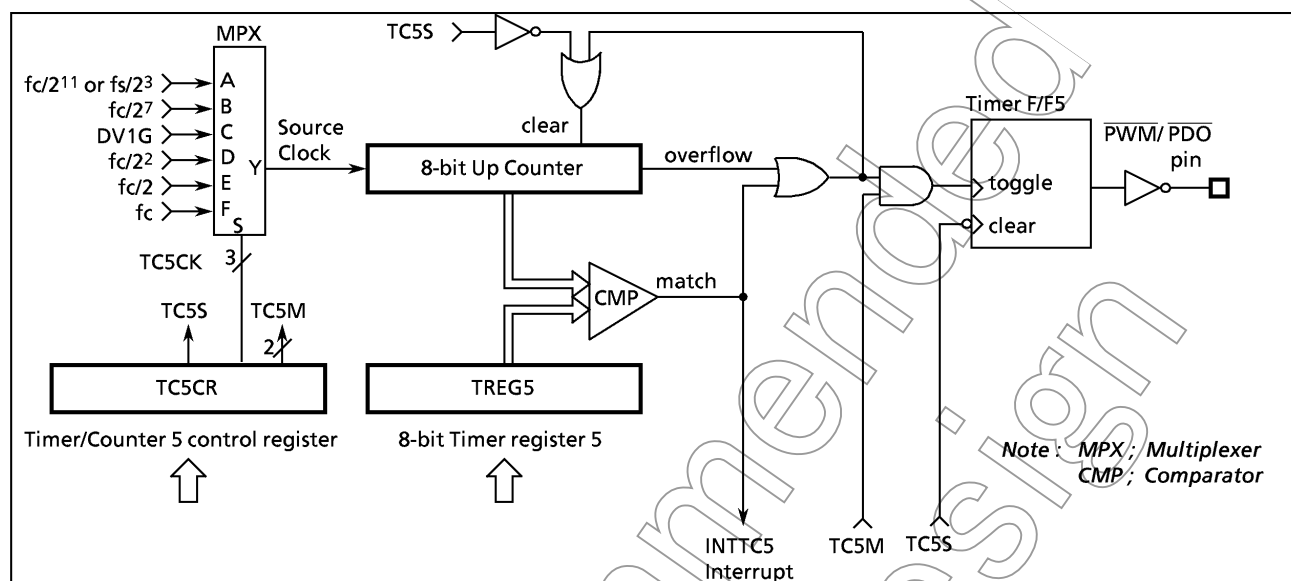 MPX
TC5S
fc/2¹¹ or fs/2³
A
fc/2⁷
B
DV1G
C
fc/2²
D
fc/2
E
fc
F
Y
S
Source
Clock
clear
8-bit Up Counter
overflow
Timer F/F5
toggle
clear
PWM/ PDO
pin
TC5CK
3
CMP
match
TC5S
TC5M
2
TC5CR
TREG5
Timer/Counter 5 control register
8-bit Timer register 5
Note : MPX ; Multiplexer
CMP ; Comparator
INTTC5
Interrupt
TC5M
TC5S